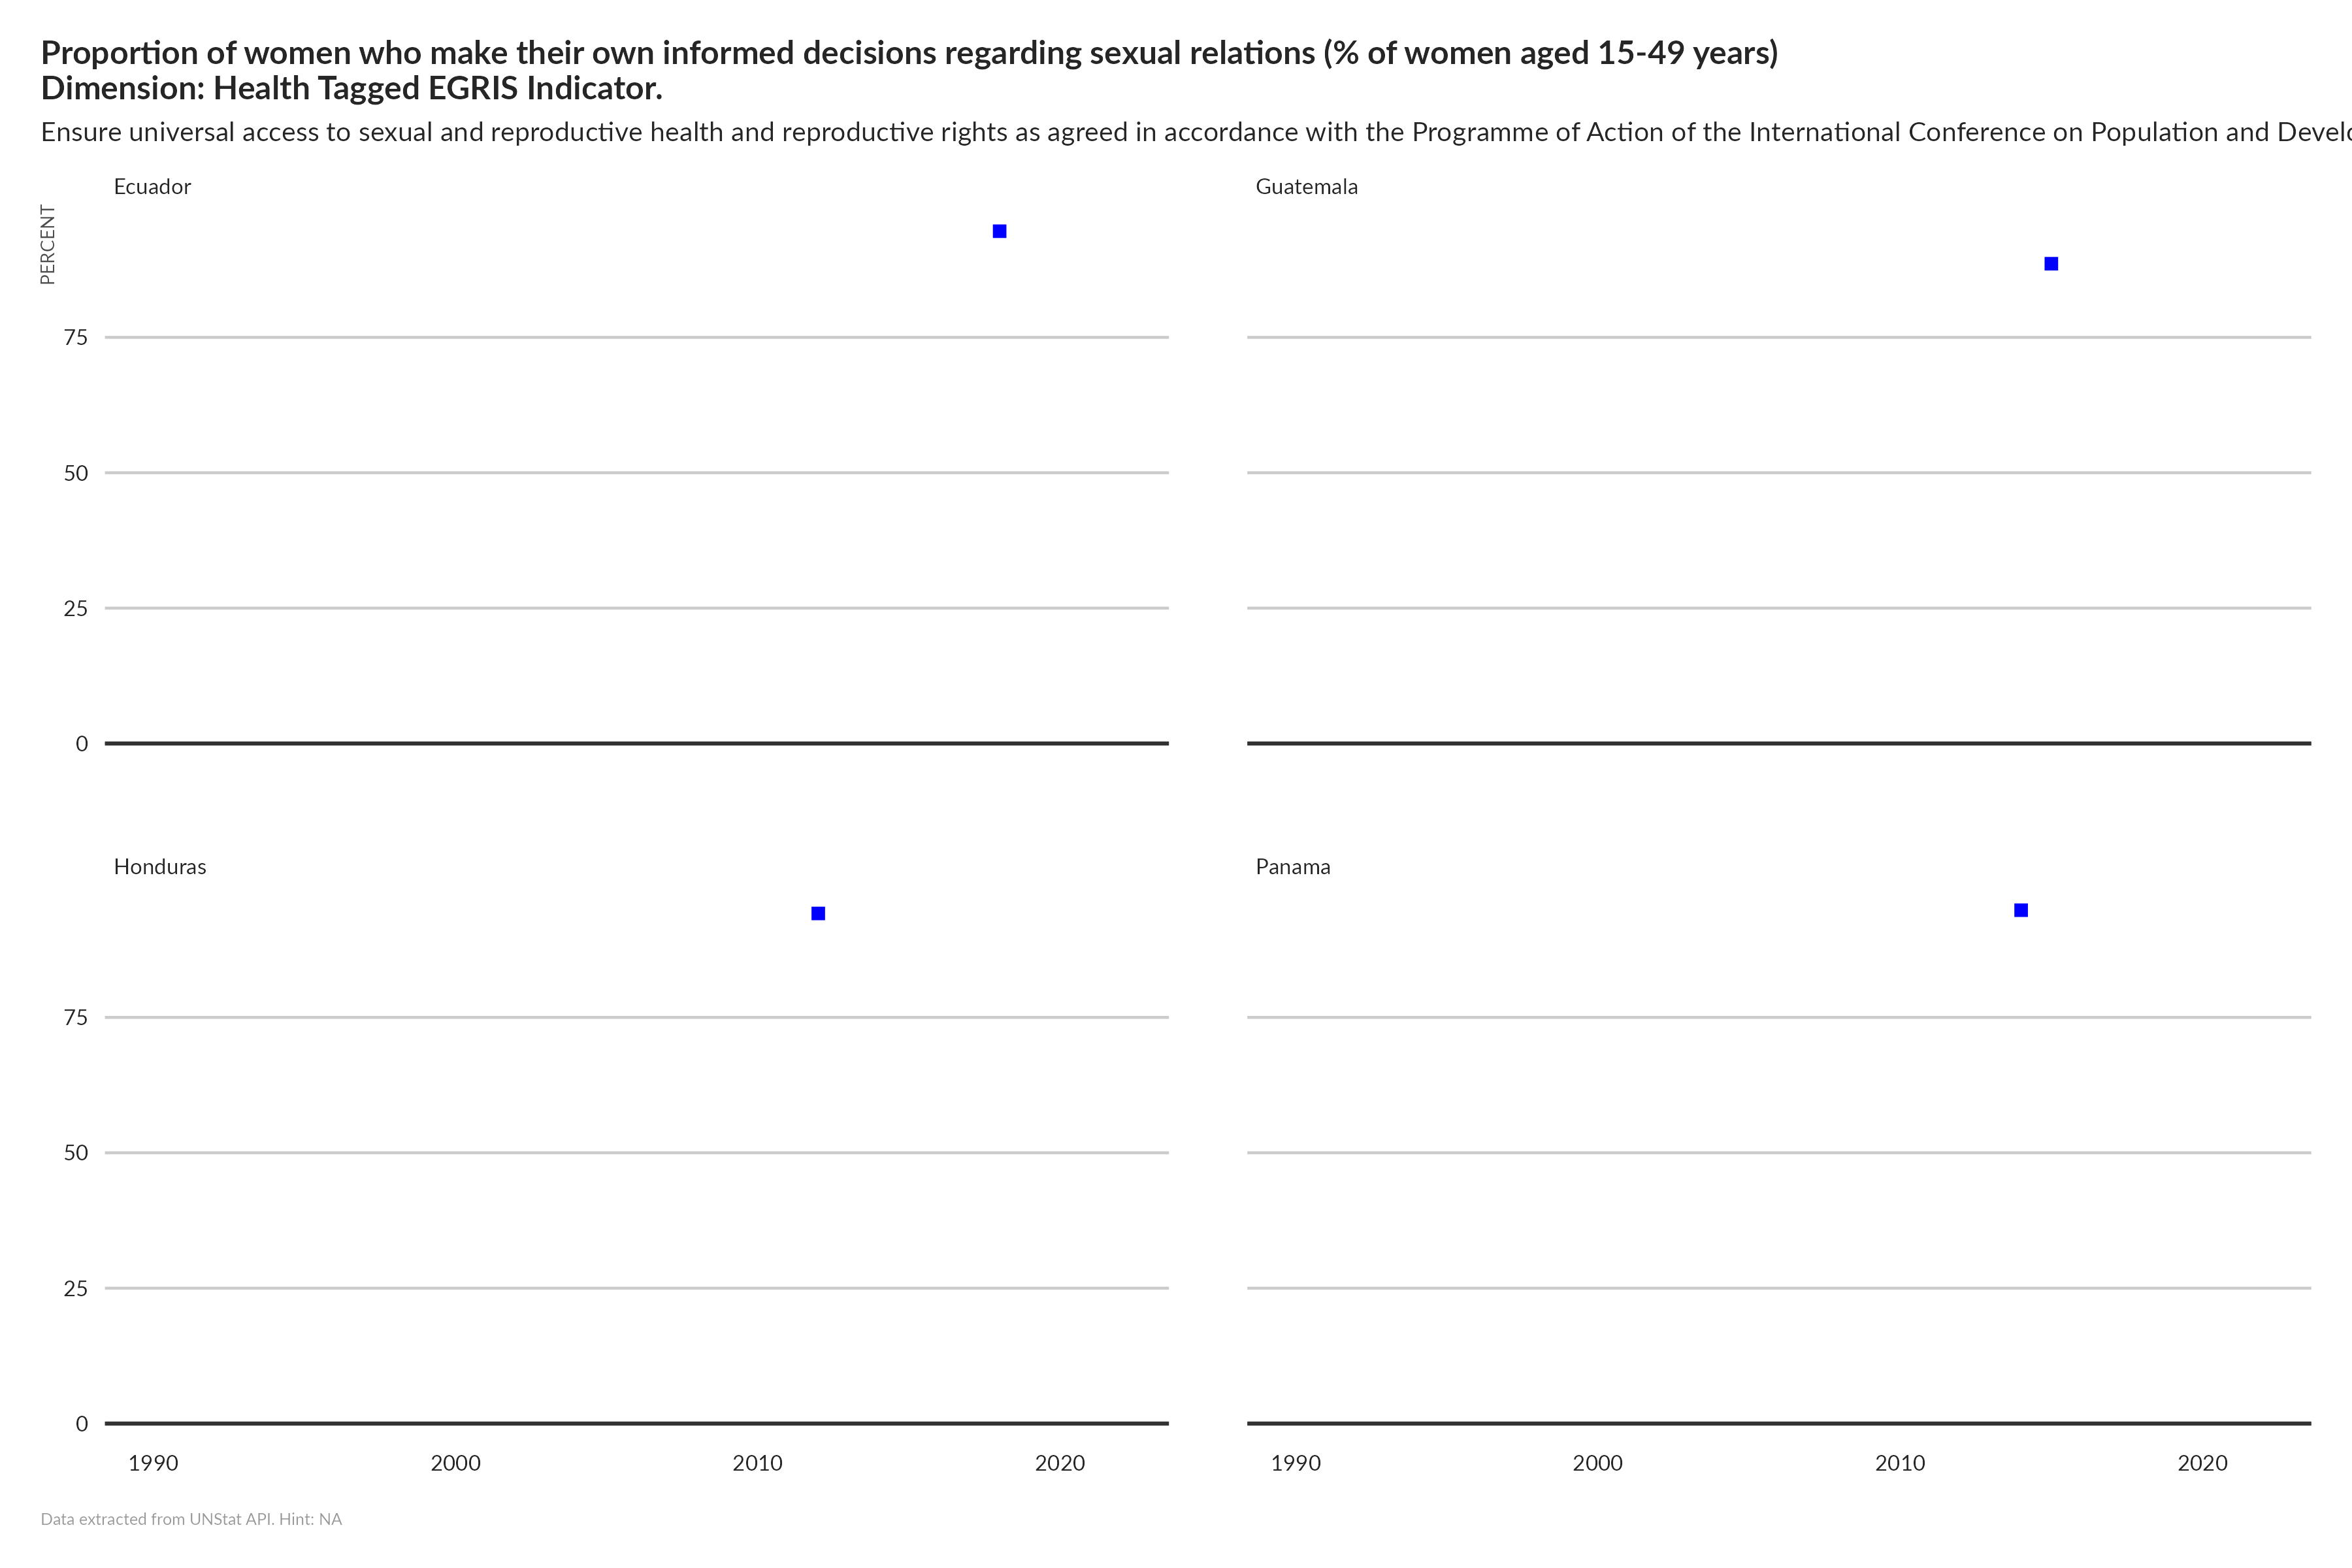 Proportion of women who make their own informed decisions regarding sexual relations (% of women aged 15-49 years)
Dimension: Health Tagged EGRIS Indicator.
Ensure universal access to sexual and reproductive health and reproductive rights as agreed in accordance with the Programme of Action of the International Conference on Population and
Ecuador
Guatemala
PERCENT
75
50
25
0
Honduras
Panama
75
50
25
0
1990 2000 2010 2020 1990 2000 2010 2020
Data extracted from UNStat API. Hint: NA